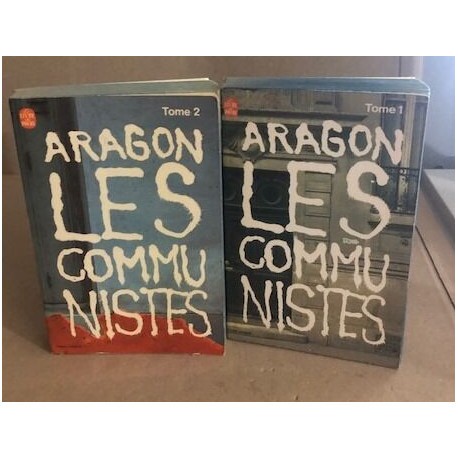 Tome 2
ARAGON
LES
COMMU
NISTES
Tome 1
ARAGON
LES
COMMU
NISTES